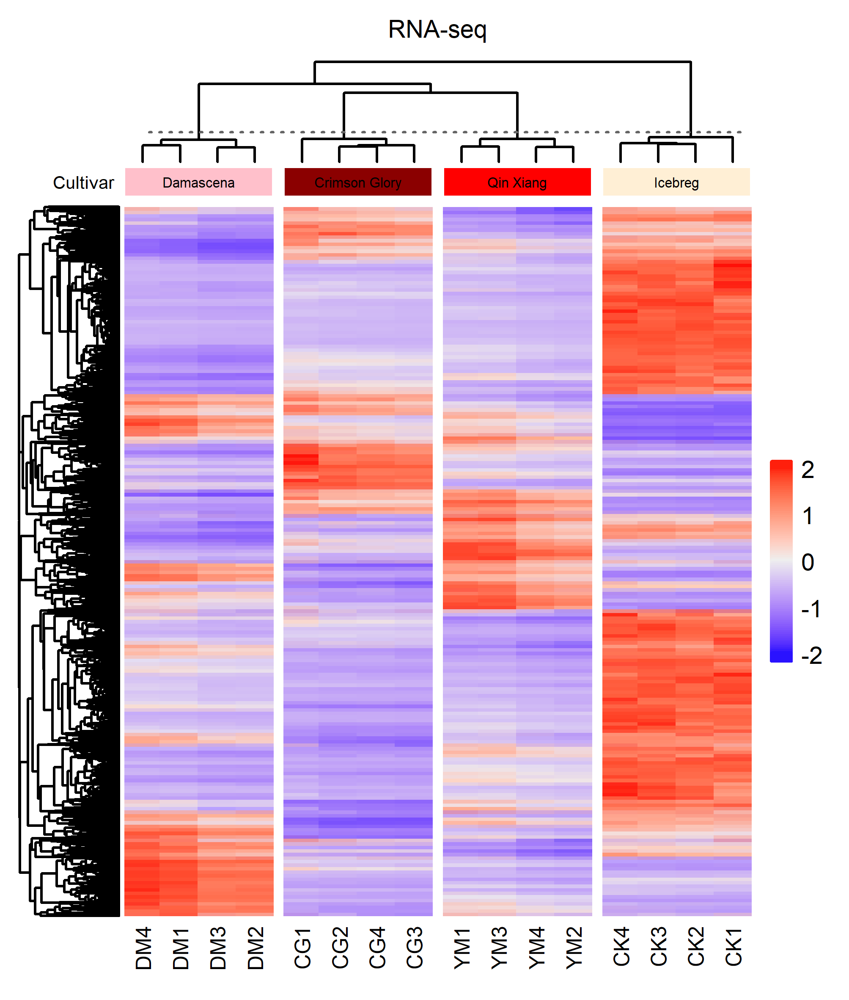 RNA-seq
Cultivar
Damascena
Crimson Glory
Qin Xiang
Icebreg
2
1
0
-1
-2
DM4
DM1
DM3
DM2
CG1
CG2
CG4
CG3
YM1
YM3
YM4
YM2
CK4
CK3
CK2
CK1